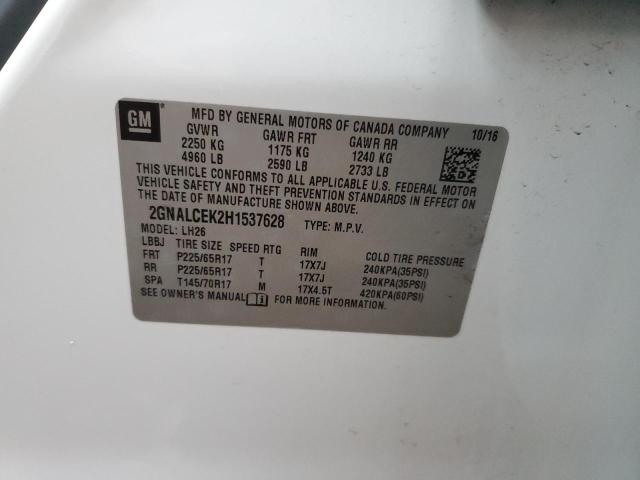 GM MFD BY GENERAL MOTORS OF CANADA COMPANY 10/16
GVWR GAWR FRT GAWR RR
2250 KG 1175 KG 1240 KG
4960 LB 2590 LB 2733 LB
THIS VEHICLE CONFORMS TO ALL APPLICABLE U.S. FEDERAL MOTOR
VEHICLE SAFETY AND THEFT PREVENTION STANDARDS IN EFFECT ON
THE DATE OF MANUFACTURE SHOWN ABOVE.
2GNALCEK2H1537628 TYPE: M.P.V.
MODEL: LH26
LBBJ TIRE SIZE SPEED RTG RIM COLD TIRE PRESSURE
FRT P225/65R17 T 17X7J 240KPA(35PSI)
RR P225/65R17 T 17X7J 240KPA(35PSI)
SPA T145/70R17 M 17X4.5T 420KPA(60PSI)
SEE OWNER'S MANUAL FOR MORE INFORMATION.